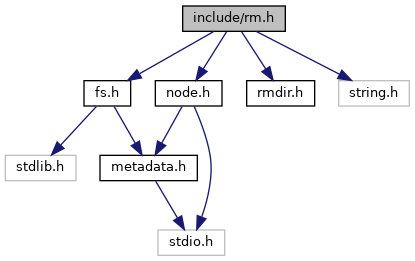 include/rm.h
fs.h
node.h
rmdir.h
string.h
stdlib.h
metadata.h
stdio.h